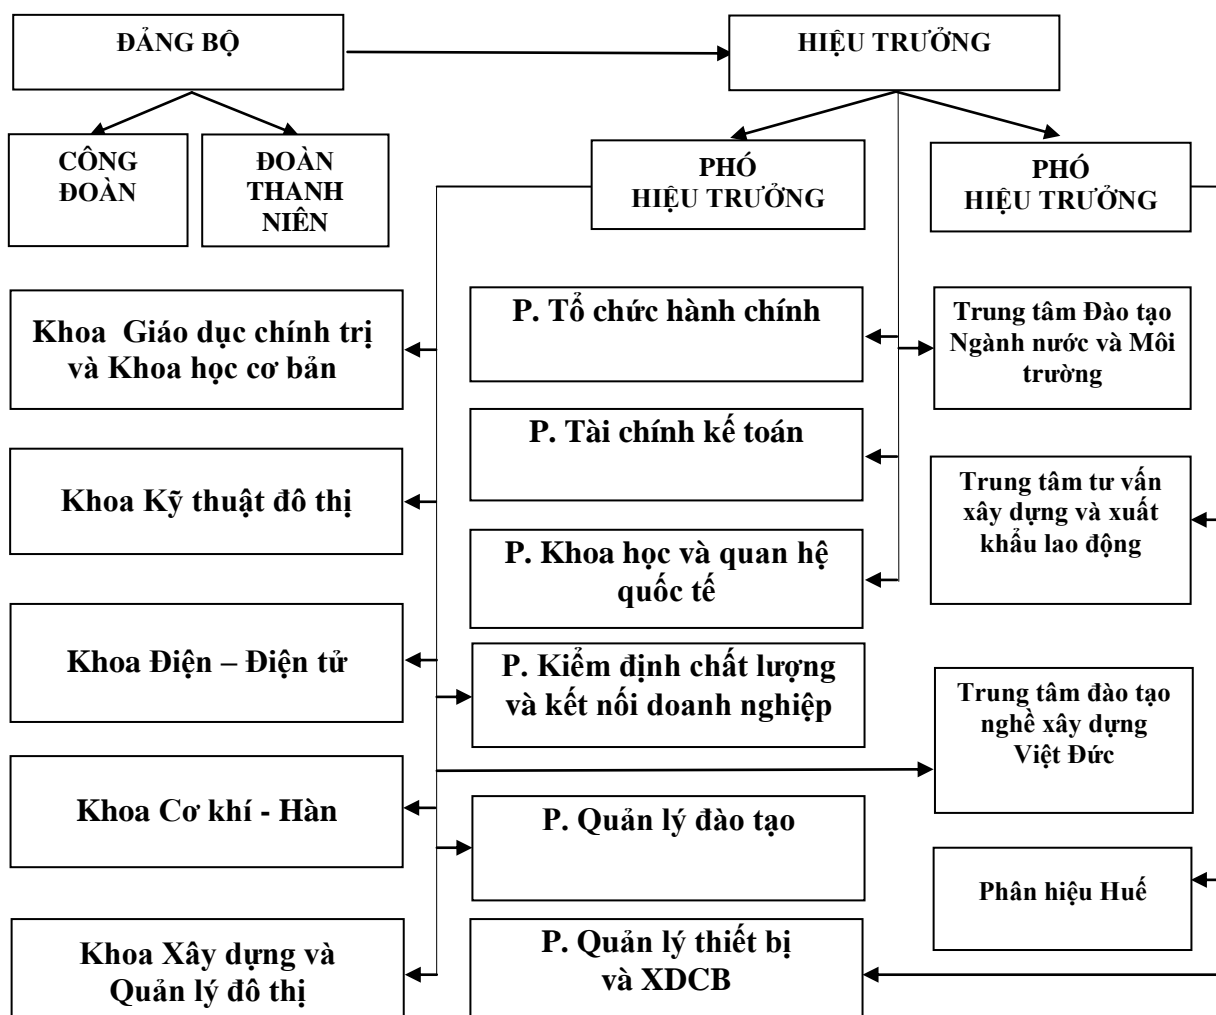 ĐẢNG BỘ
HIỆU TRƯỞNG
CÔNG
ĐOÀN
ĐOÀN
THANH
NIÊN
PHÓ
HIỆU TRƯỞNG
PHÓ
HIỆU TRƯỞNG
Khoa Giáo dục chính trị
và Khoa học cơ bản
P. Tổ chức hành chính
Trung tâm Đào tạo
Ngành nước và Môi
trường
P. Tài chính kế toán
Khoa Kỹ thuật đô thị
Trung tâm tư vấn
xây dựng và xuất
khẩu lao động
P. Khoa học và quan hệ
quốc tế
Khoa Điện – Điện tử
P. Kiểm định chất lượng
và kết nối doanh nghiệp
Trung tâm đào tạo
nghề xây dựng
Việt Đức
Khoa Cơ khí - Hàn
P. Quản lý đào tạo
Phân hiệu Huế
Khoa Xây dựng và
Quản lý đô thị
P. Quản lý thiết bị
và XDCB